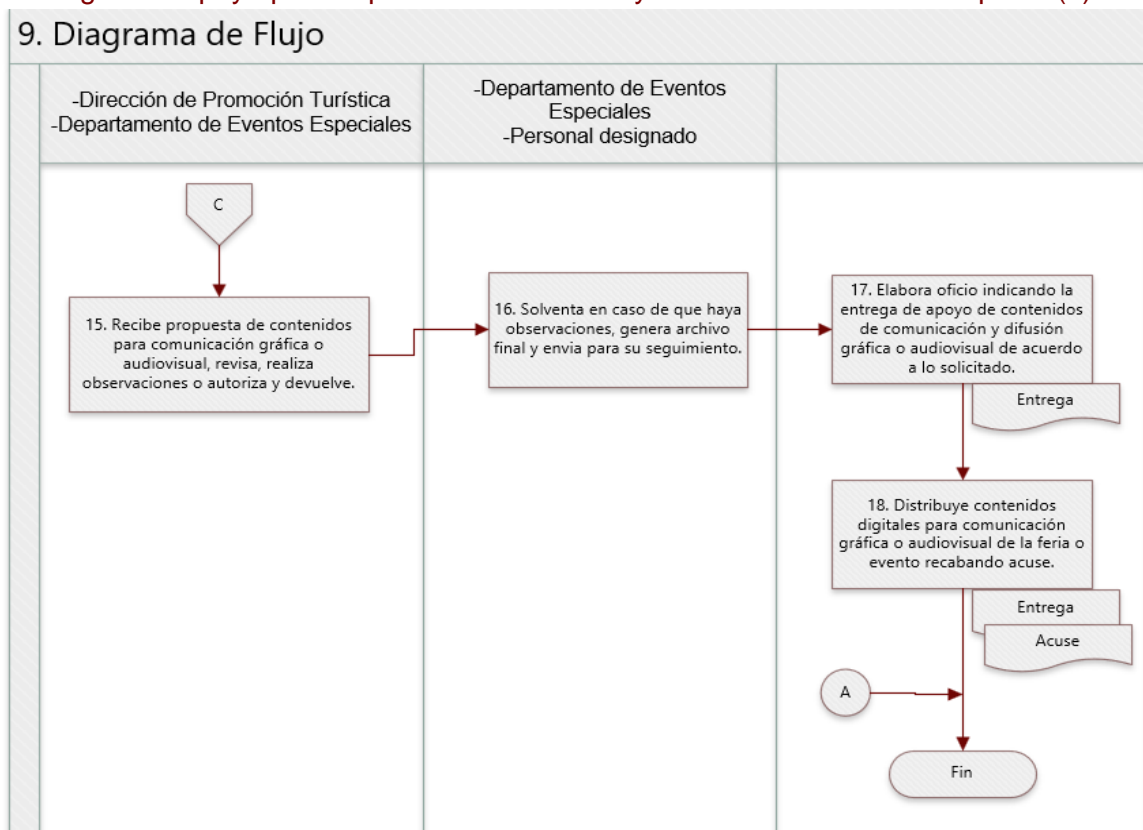 9. Diagrama de Flujo
-Dirección de Promoción Turística
-Departamento de Eventos Especiales
-Departamento de Eventos
Especiales
-Personal designado
C
15. Recibe propuesta de contenidos
para comunicación gráfica o
audiovisual, revisa, realiza
observaciones o autoriza y devuelve.
16. Solventa en caso de que haya
observaciones, genera archivo
final y envia para su seguimiento.
17. Elabora oficio indicando la
entrega de apoyo de contenidos
de comunicación y difusión
gráfica o audiovisual de acuerdo
a lo solicitado.
Entrega
18. Distribuye contenidos
digitales para comunicación
gráfica o audiovisual de la feria o
evento recabando acuse.
Entrega
Acuse
A
Fin